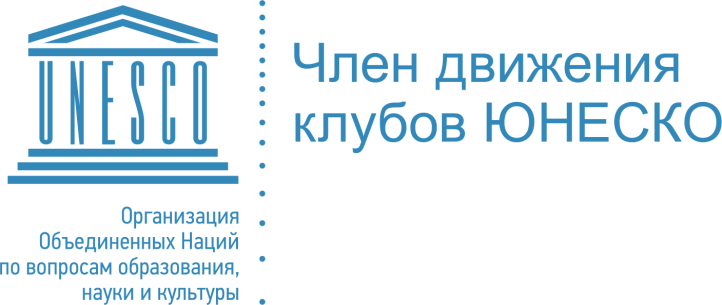 UNESCO
Организация
Объединенных Наций
по вопросам образования,
науки и культуры
Член движения
клубов ЮНЕСКО